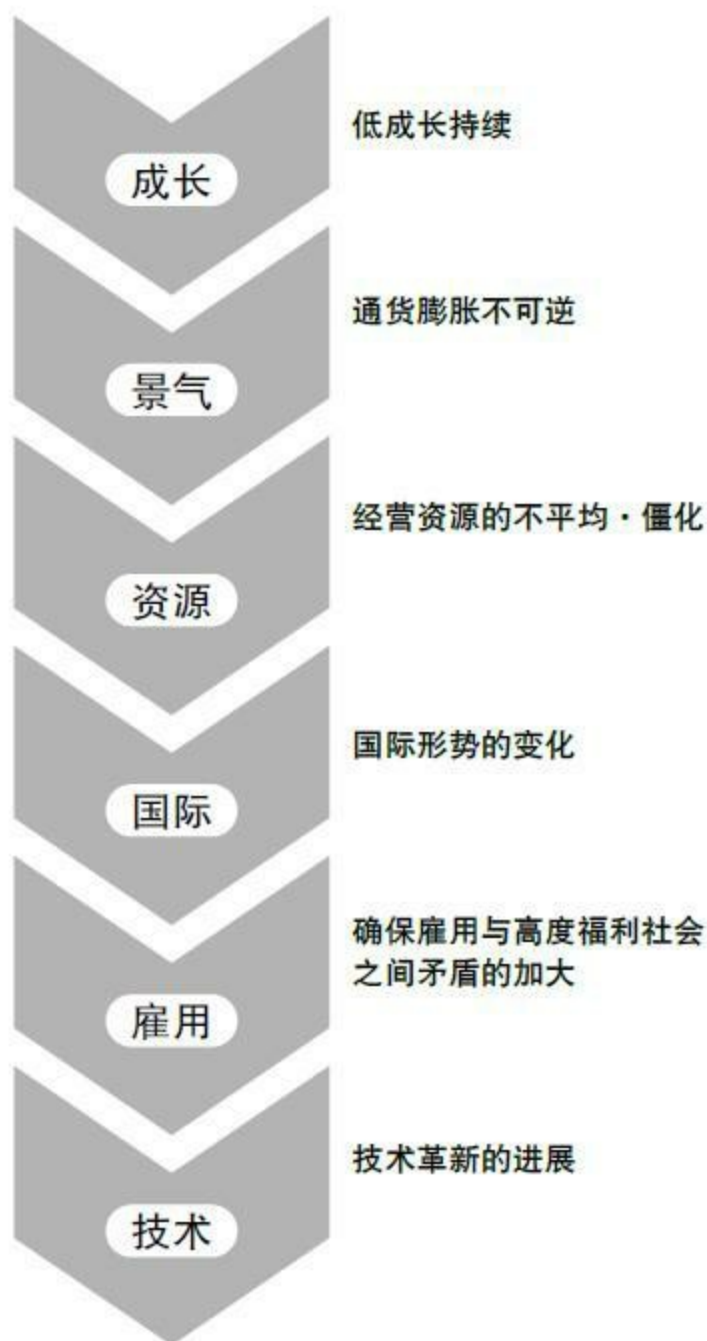 低成长持续
成长
通货膨胀不可逆
景气
经营资源的不平均·僵化
资源
国际形势的变化
国际
确保雇用与高度福利社会
之间矛盾的加大
雇用
技术革新的进展
技术